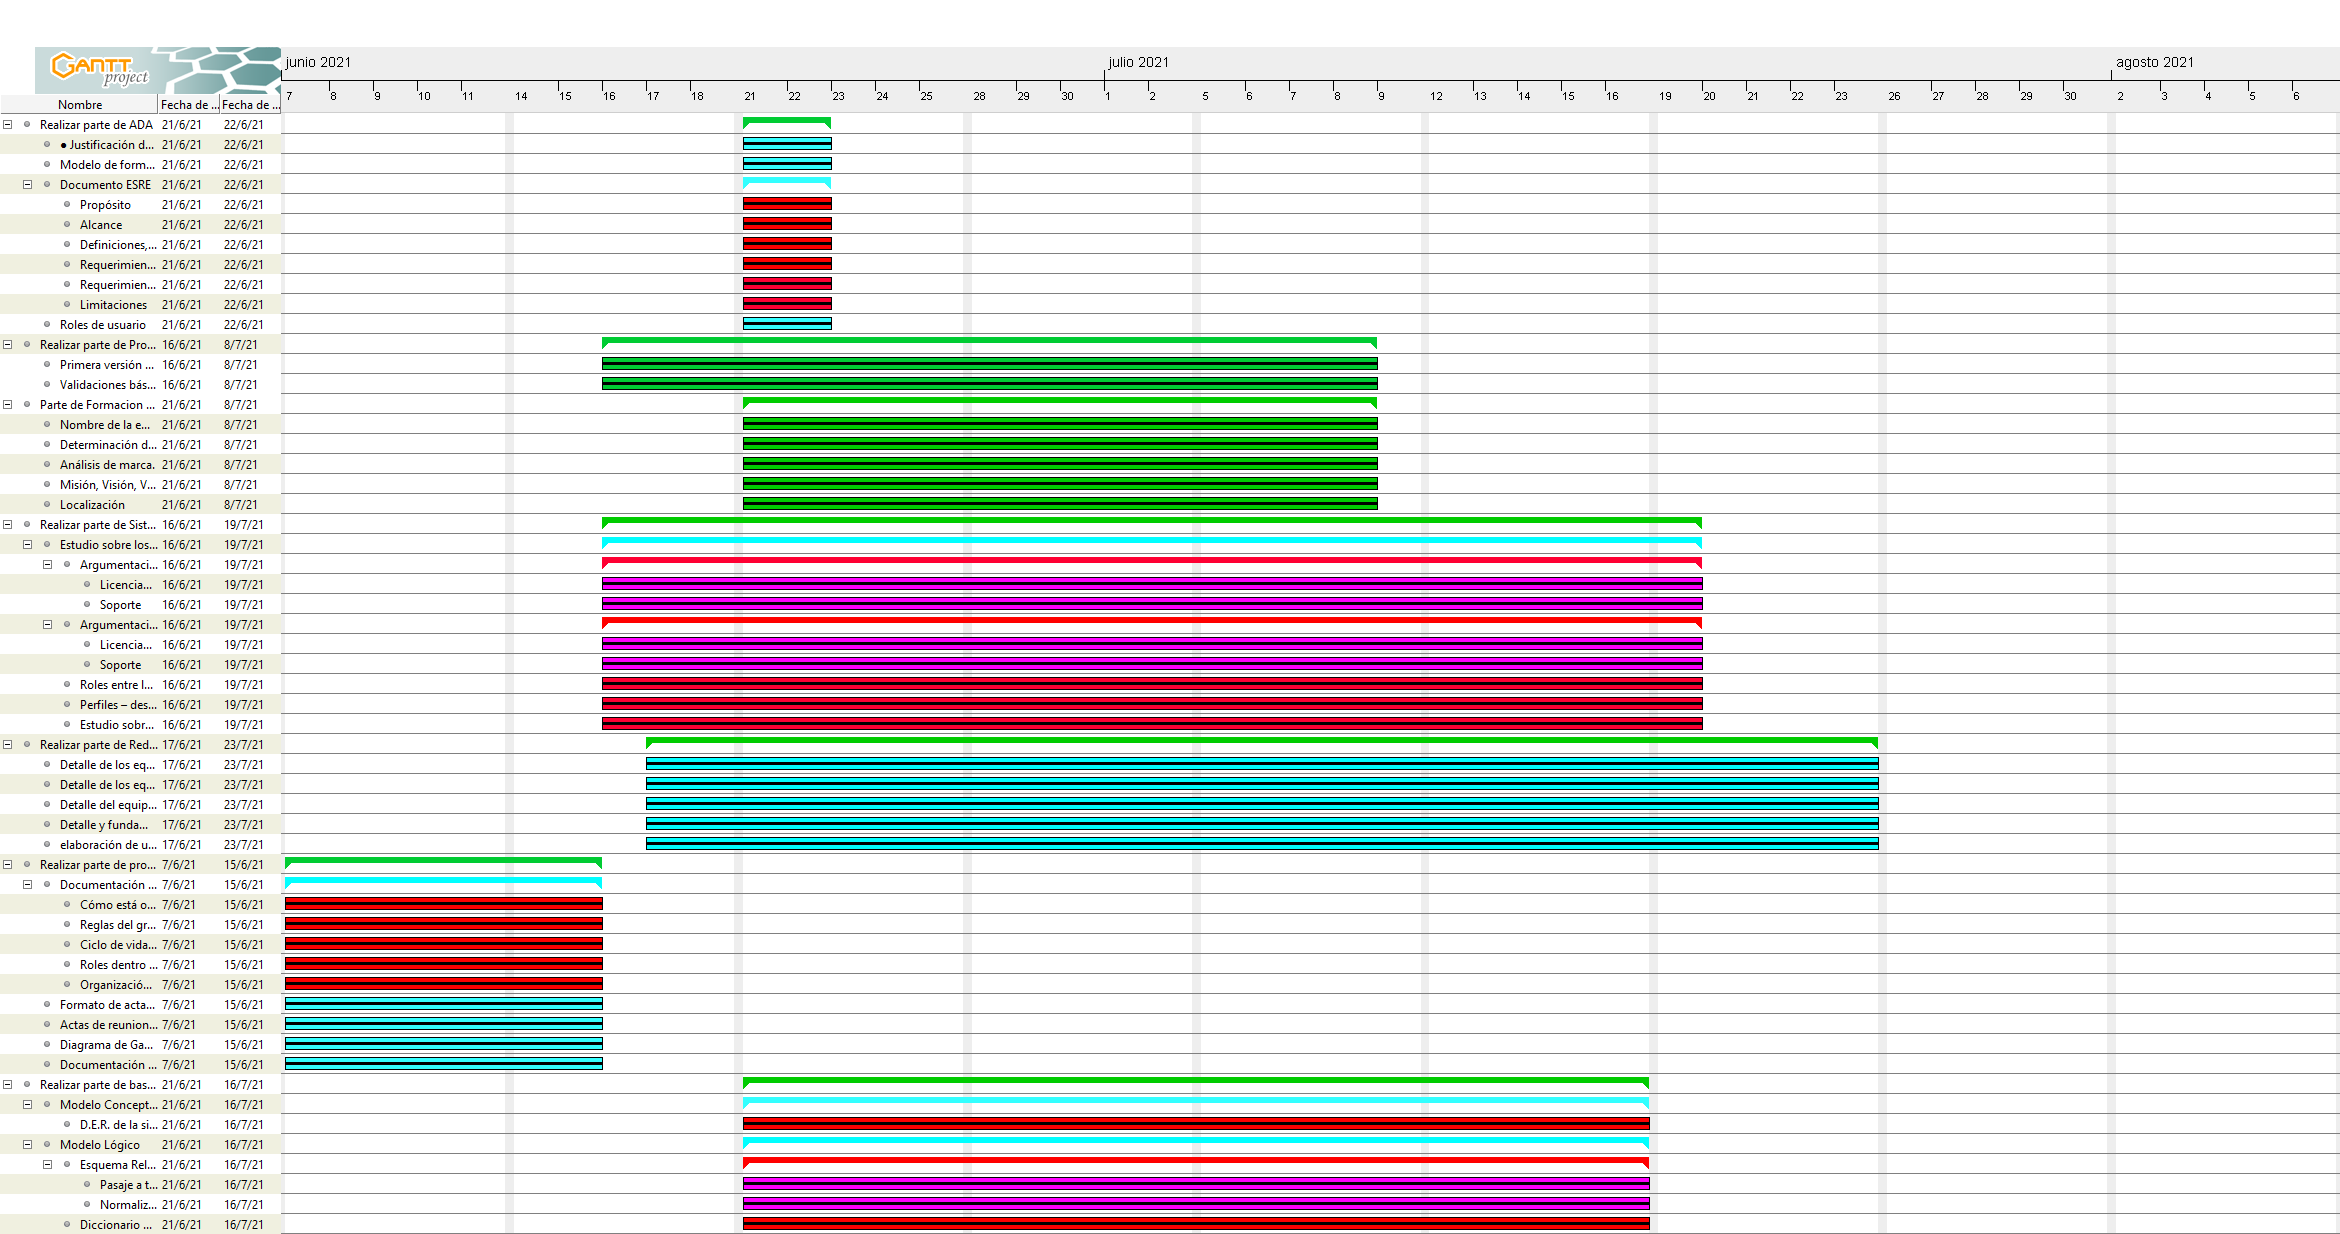 GANTT project
junio 2021 julio 2021 agosto 2021
7 8 9 10 11 14 15 16 17 18 21 22 23 24 25 28 29 30 1 2 5 6 7 8 9 12 13 14 15 16 19 20 21 22 23 26 27 28 29 30 2 3 4 5 6
Nombre Fecha de ... Fecha de ...
Realizar parte de ADA 21/6/21 22/6/21
● Justificación d... 21/6/21 22/6/21
Modelo de form... 21/6/21 22/6/21
Documento ESRE 21/6/21 22/6/21
Propósito 21/6/21 22/6/21
Alcance 21/6/21 22/6/21
Definiciones,... 21/6/21 22/6/21
Requerimien... 21/6/21 22/6/21
Requerimien... 21/6/21 22/6/21
Limitaciones 21/6/21 22/6/21
Roles de usuario 21/6/21 22/6/21
Realizar parte de Pro... 16/6/21 8/7/21
Primera versión ... 16/6/21 8/7/21
Validaciones bás... 16/6/21 8/7/21
Parte de Formacion ... 21/6/21 8/7/21
Nombre de la e... 21/6/21 8/7/21
Determinación d... 21/6/21 8/7/21
Análisis de marca. 21/6/21 8/7/21
Misión, Visión, V... 21/6/21 8/7/21
Localización 21/6/21 8/7/21
Realizar parte de Sist... 16/6/21 19/7/21
Estudio sobre los... 16/6/21 19/7/21
Argumentaci... 16/6/21 19/7/21
Licencia... 16/6/21 19/7/21
Soporte 16/6/21 19/7/21
Argumentaci... 16/6/21 19/7/21
Licencia... 16/6/21 19/7/21
Soporte 16/6/21 19/7/21
Roles entre l... 16/6/21 19/7/21
Perfiles – des... 16/6/21 19/7/21
Estudio sobr... 16/6/21 19/7/21
Realizar parte de Red... 17/6/21 23/7/21
Detalle de los eq... 17/6/21 23/7/21
Detalle de los eq... 17/6/21 23/7/21
Detalle del equip... 17/6/21 23/7/21
Detalle y funda... 17/6/21 23/7/21
elaboración de u... 17/6/21 23/7/21
Realizar parte de pro... 7/6/21 15/6/21
Documentación ... 7/6/21 15/6/21
Cómo está o... 7/6/21 15/6/21
Reglas del gr... 7/6/21 15/6/21
Ciclo de vida... 7/6/21 15/6/21
Roles dentro ... 7/6/21 15/6/21
Organizació... 7/6/21 15/6/21
Formato de acta... 7/6/21 15/6/21
Actas de reunion... 7/6/21 15/6/21
Diagrama de Ga... 7/6/21 15/6/21
Documentación ... 7/6/21 15/6/21
Realizar parte de bas... 21/6/21 16/7/21
Modelo Concept... 21/6/21 16/7/21
D.E.R. de la si... 21/6/21 16/7/21
Modelo Lógico 21/6/21 16/7/21
Esquema Rel... 21/6/21 16/7/21
Pasaje a t... 21/6/21 16/7/21
Normaliz... 21/6/21 16/7/21
Diccionario ... 21/6/21 16/7/21